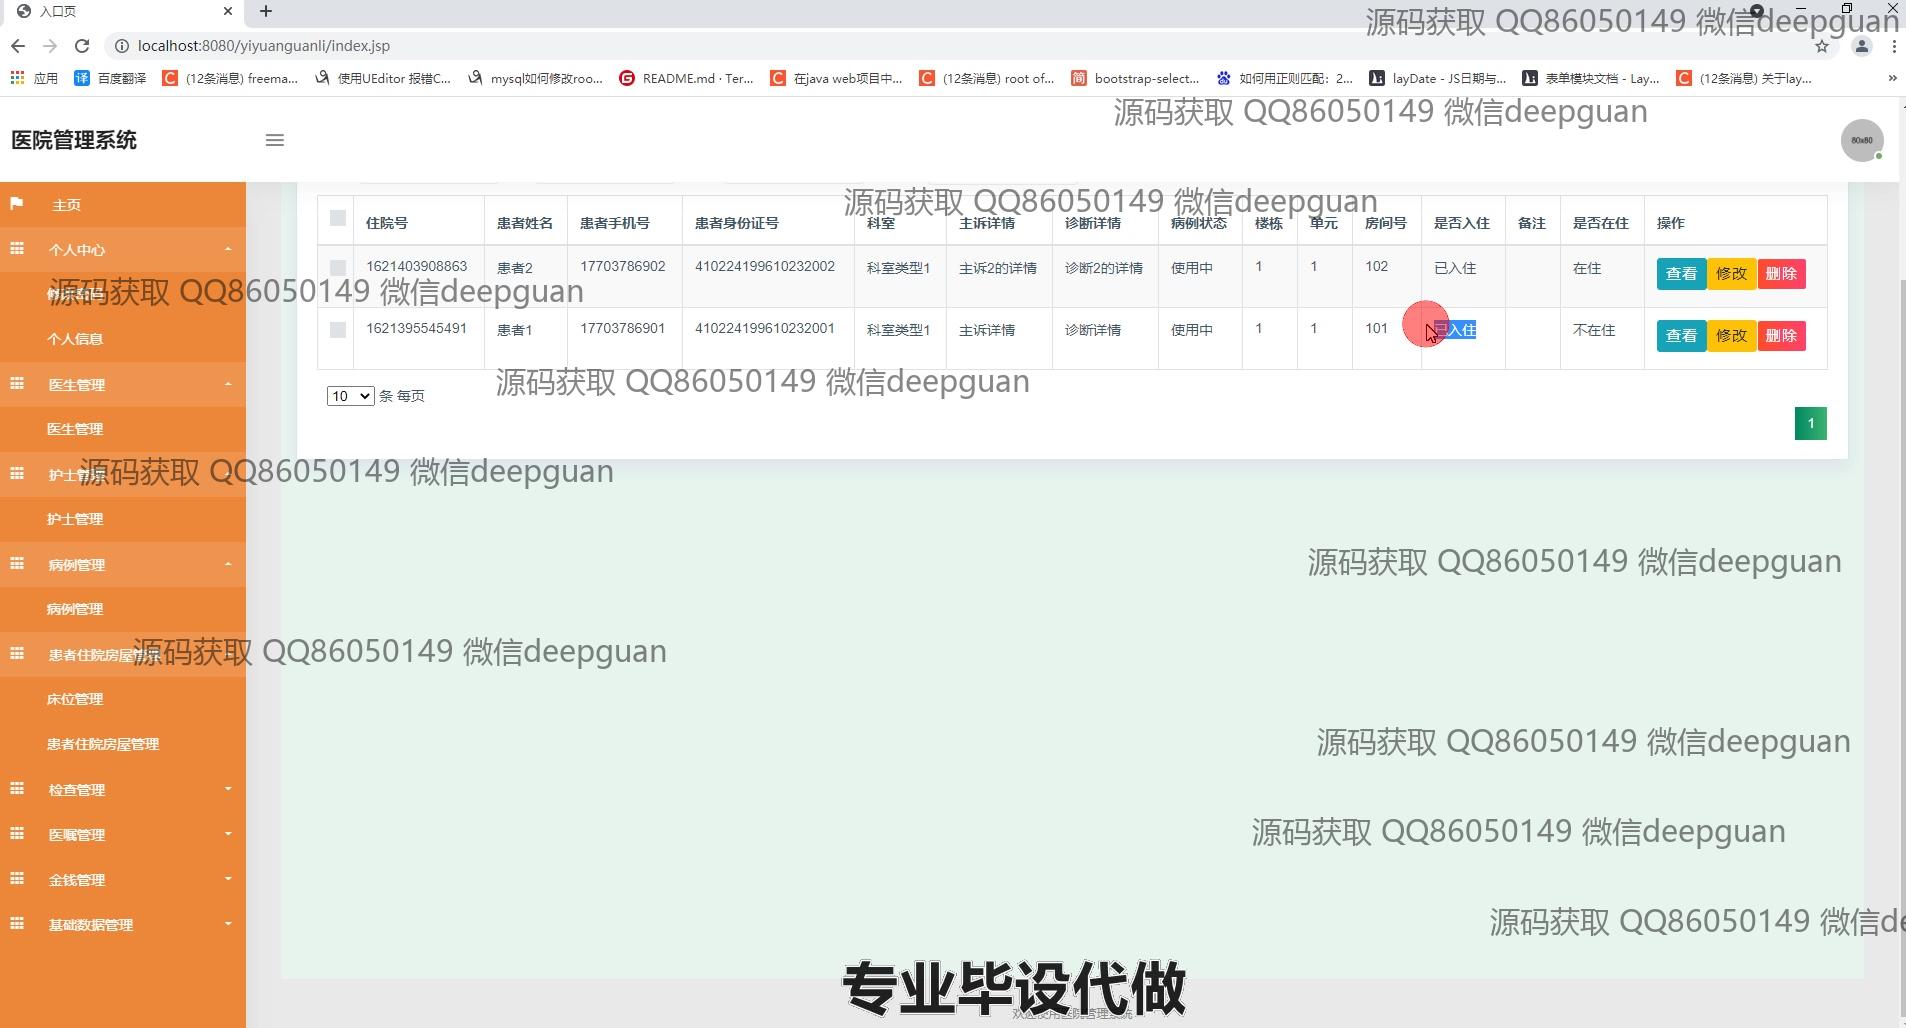 入口页
源码获取 QQ86050149 微信deepguan
localhost:8080/yiyuanguanli/index.jsp
应用 百度翻译 (12条消息) freema... 使用UEditor 报错C... mysql如何修改roo... README.md · Ter... 在java web项目中... (12条消息) root of... bootstrap-select... 如何用正则匹配：2... layDate - JS日期与... 表单模块文档 - Lay... (12条消息) 关于lay...
源码获取 QQ86050149 微信deepguan
医院管理系统
80x80
源码获取 QQ86050149 微信deepguan
主页
住院号 患者姓名 患者手机号 患者身份证号 科室 主诉详情 诊断详情 病例状态 楼栋 单元 房间号 是否入住 备注 是否在住 操作
个人中心
1621403908863 患者2 17703786902 410224199610232002 科室类型1 主诉2的详情 诊断2的详情 使用中 1 1 102 已入住 在住 查看 修改 删除
源码获取 QQ86050149 微信deepguan
个人信息
1621395545491 患者1 17703786901 410224199610232001 科室类型1 主诉详情 诊断详情 使用中 1 1 101 已入住 不在住 查看 修改 删除
医生管理
源码获取 QQ86050149 微信deepguan
10 条 每页
1
医生管理
护士管理
源码获取 QQ86050149 微信deepguan
护士管理
病例管理
源码获取 QQ86050149 微信deepguan
病例管理
患者住院房屋管理
源码获取 QQ86050149 微信deepguan
床位管理
患者住院房屋管理
源码获取 QQ86050149 微信deepguan
检查管理
医嘱管理
源码获取 QQ86050149 微信deepguan
金钱管理
基础数据管理
源码获取 QQ86050149 微信de
专业毕设代做
欢迎使用医院管理系统